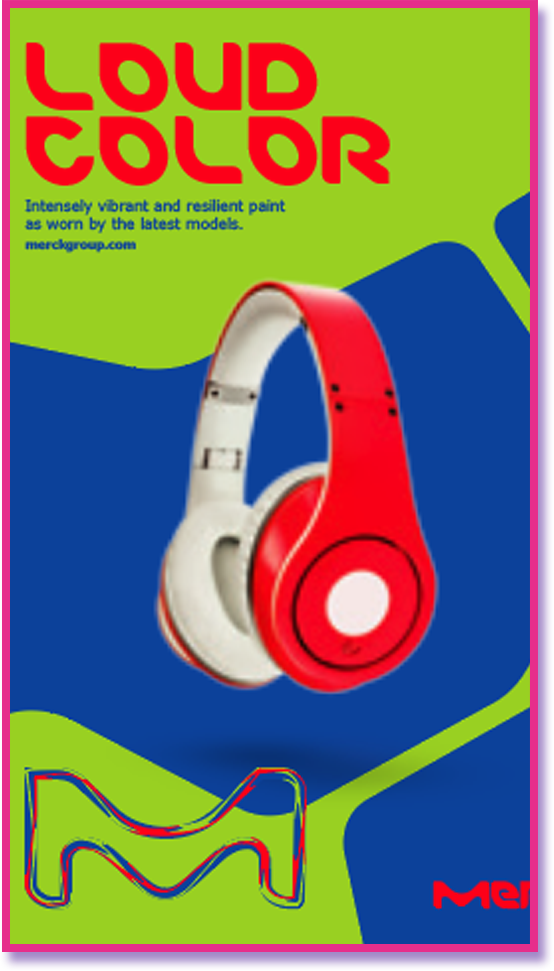 LOUD
COLOR
Intensely vibrant and resilient paint
as worn by the latest models.
merckgroup.com
M
Mer